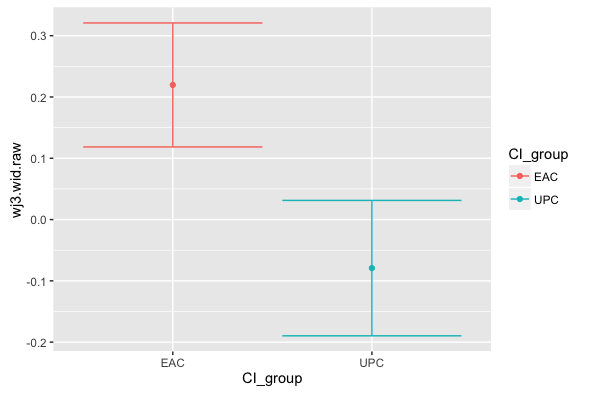 wj3.wid.raw
0.3
0.2
0.1
0.0
-0.1
-0.2
EAC
UPC
CI_group
CI_group
EAC
UPC